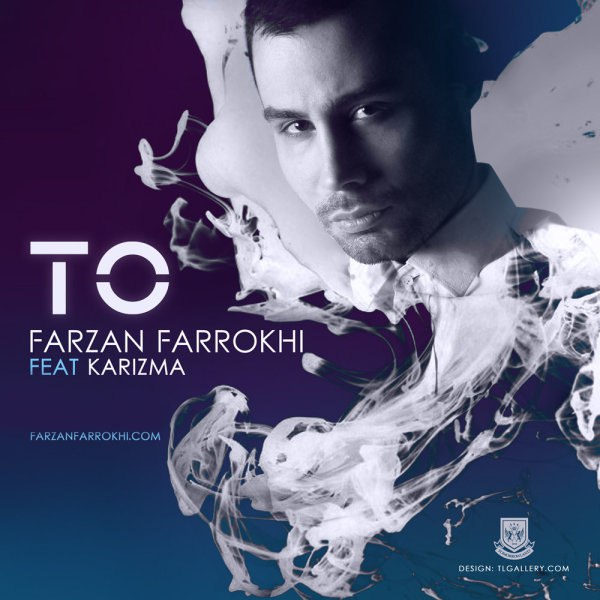 TO
FARZAN FARROKHI
FEAT KARIZMA
FARZANFARROKHI.COM
DESIGN: TLGALLERY.COM